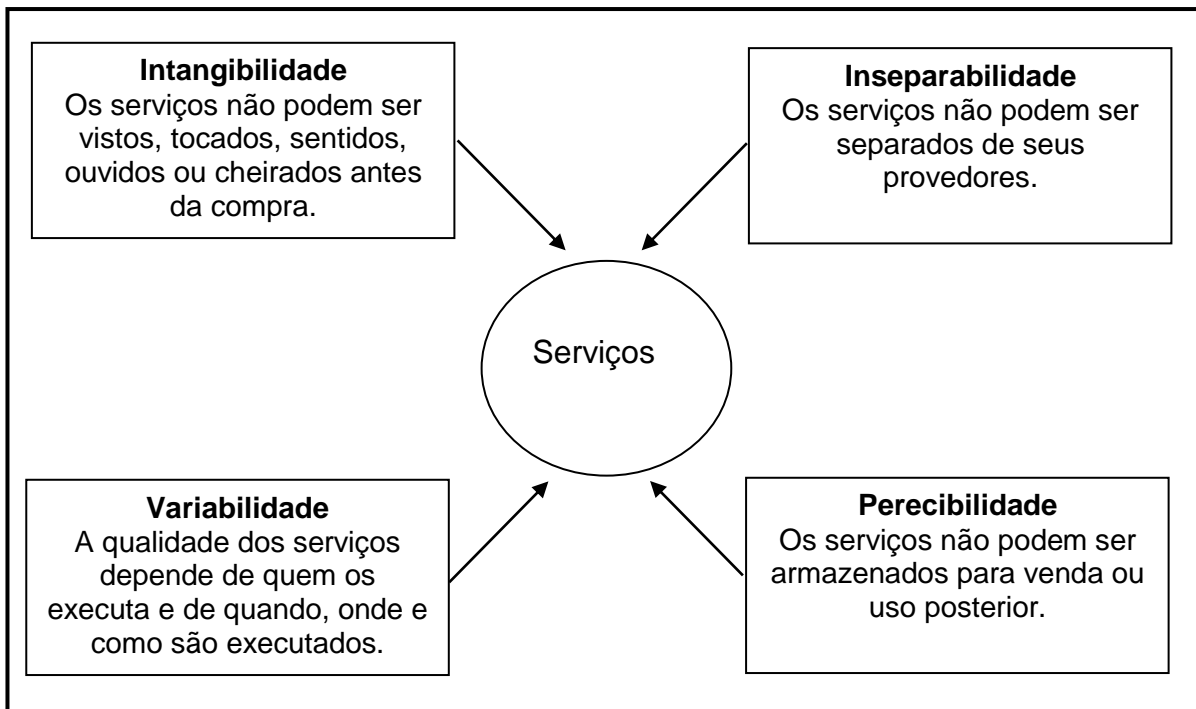 Intangibilidade
Os serviços não podem ser
vistos, tocados, sentidos,
ouvidos ou cheirados antes
da compra.
Inseparabilidade
Os serviços não podem ser
separados de seus
provedores.
Serviços
Variabilidade
A qualidade dos serviços
depende de quem os
executa e de quando, onde e
como são executados.
Perecibilidade
Os serviços não podem ser
armazenados para venda ou
uso posterior.